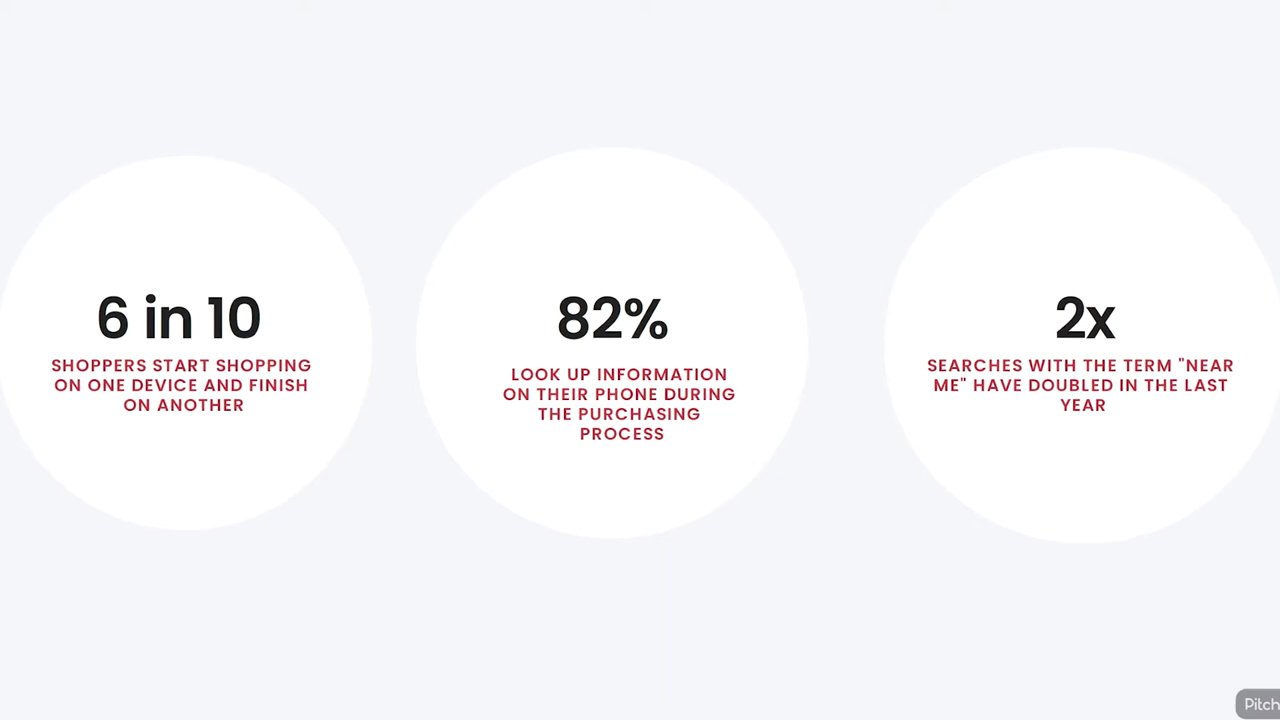 6 in 10
SHOPPERS START SHOPPING
ON ONE DEVICE AND FINISH
ON ANOTHER
82%
LOOK UP INFORMATION
ON THEIR PHONE DURING
THE PURCHASING
PROCESS
2x
SEARCHES WITH THE TERM "NEAR
ME" HAVE DOUBLED IN THE LAST
YEAR
Pitch